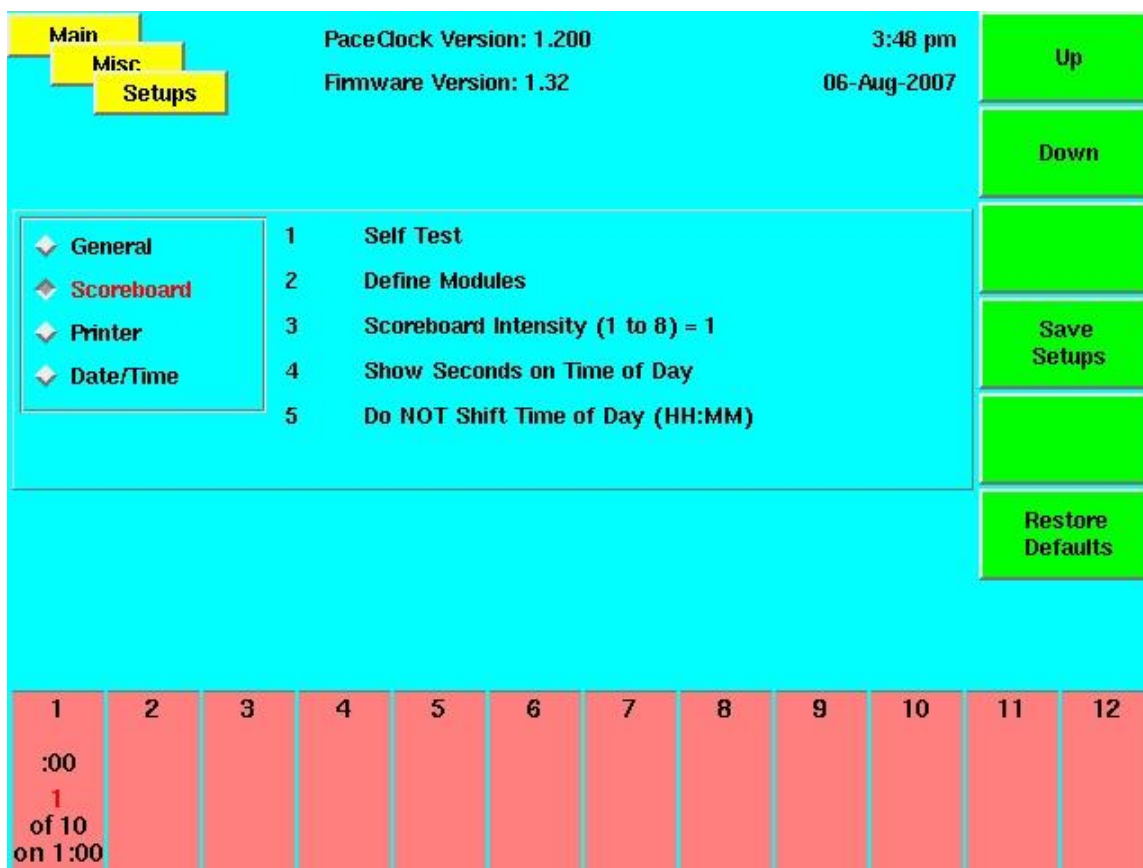 Main
Misc
Setups
PaceClock Version: 1.200
3:48 pm
Firmware Version: 1.32
06-Aug-2007
Up
Down
Save
Setups
Restore
Defaults
General
Scoreboard
Printer
Date/Time
1 Self Test
2 Define Modules
3 Scoreboard Intensity (1 to 8) = 1
4 Show Seconds on Time of Day
5 Do NOT Shift Time of Day (HH:MM)
1 2 3 4 5 6 7 8 9 10 11 12
:00
1
of 10
on 1:00